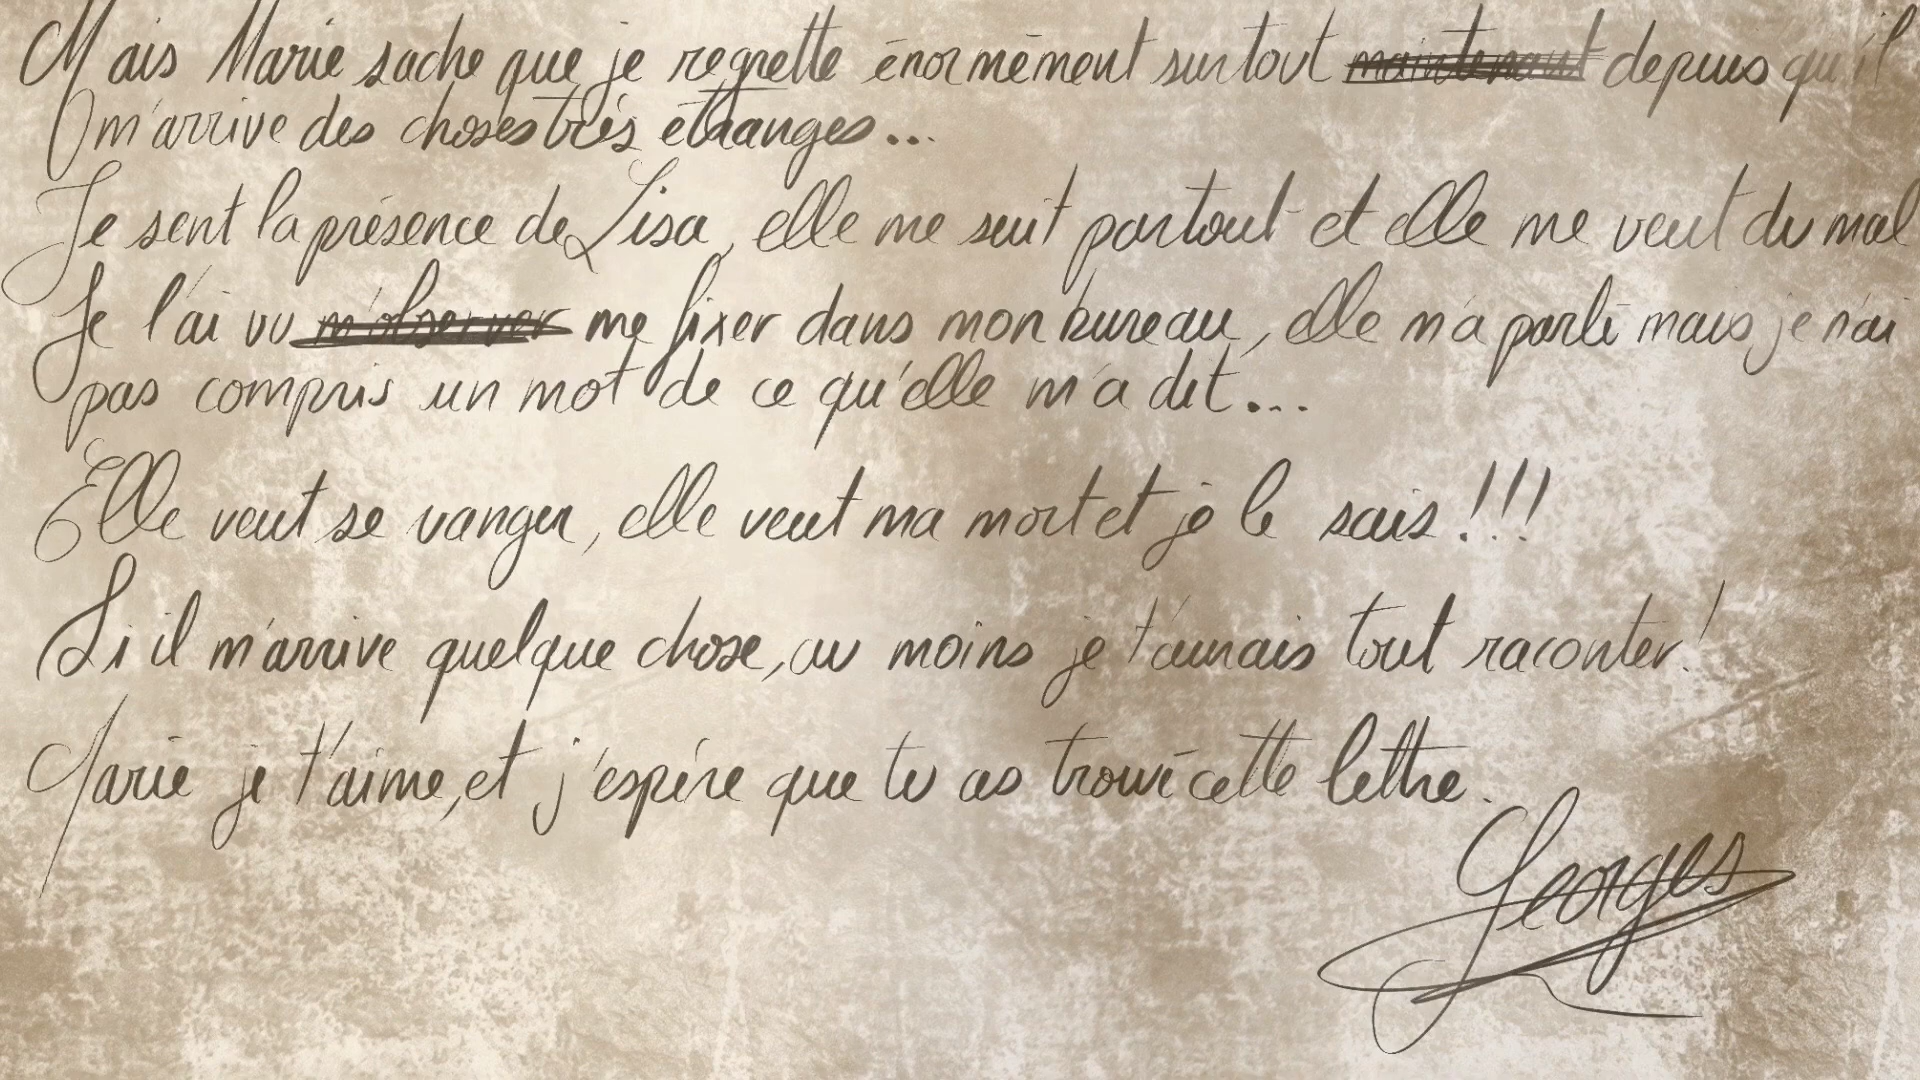 Mais Marie sache que je regrette énormément surtout maintenant depuis qu'il
m'arrive des choses très etranges...
Je sent la présence de Lisa, elle me suit partout et elle me veut du mal
Je l'ai vu m'observer me fixer dans mon bureau, elle m'a parlé mais je n'ai
pas compris un mot de ce qu'elle m'a dit...
Elle veut se vanger, elle veut ma mort et je le sais!!!
Si il m'arrive quelque chose, au moins je t'aurais tout raconter!
Marie je t'aime, et j'espère que tu as trouvé cette lettre.
Georges